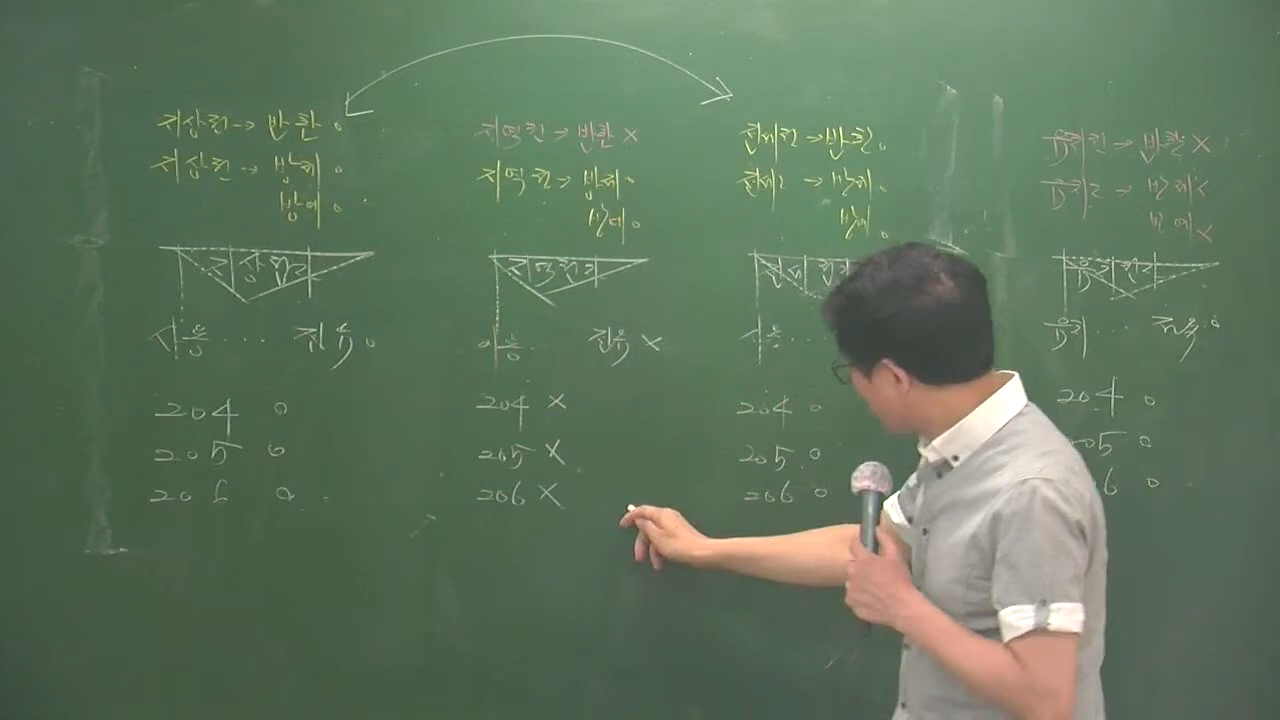 지상권 → 반환 o
지상권 → 방제 o
방예 o
지상권
사용 ... 점유 o
204 o
205 o
206 o
지역권 → 반환 x
지역권 → 방제 o
방예 o
지역권
이용 점유 x
204 x
205 x
206 x
전세권 → 반환 o
전세 → 방제 o
방예 o
사용 ..
204 o
205 o
206 o
유치권 → 반환 x
유치 → 방제 x
방예 x
유치권
유치 ... 점유 o
204 o
05 o
6 o